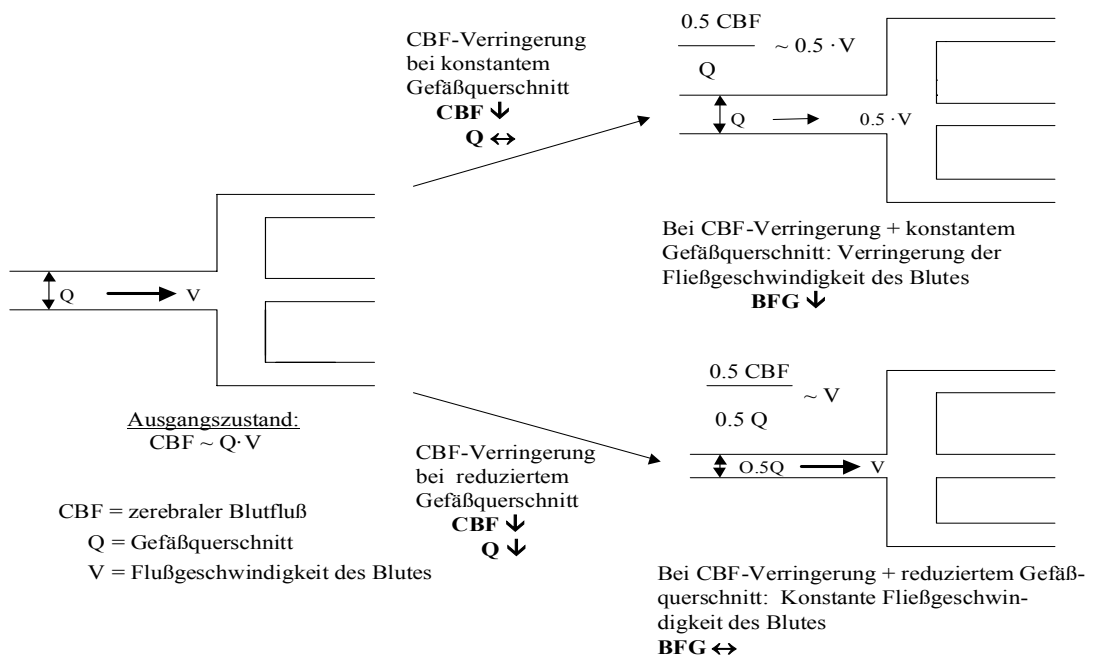 CBF-Verringerung
bei konstantem
Gefäßquerschnitt
CBF ↓
Q ↔
0.5 CBF
Q
~ 0.5 · V
Q
0.5 · V
Bei CBF-Verringerung + konstantem
Gefäßquerschnitt: Verringerung der
Fließgeschwindigkeit des Blutes
BFG ↓
Q
V
Ausgangszustand:
CBF ~ Q·V
CBF = zerebraler Blutfluß
Q = Gefäßquerschnitt
V = Flußgeschwindigkeit des Blutes
CBF-Verringerung
bei reduziertem
Gefäßquerschnitt
CBF ↓
Q ↓
0.5 CBF
0.5 Q
~ V
O.5Q
V
Bei CBF-Verringerung + reduziertem Gefäß-
querschnitt: Konstante Fließgeschwin-
digkeit des Blutes
BFG ↔